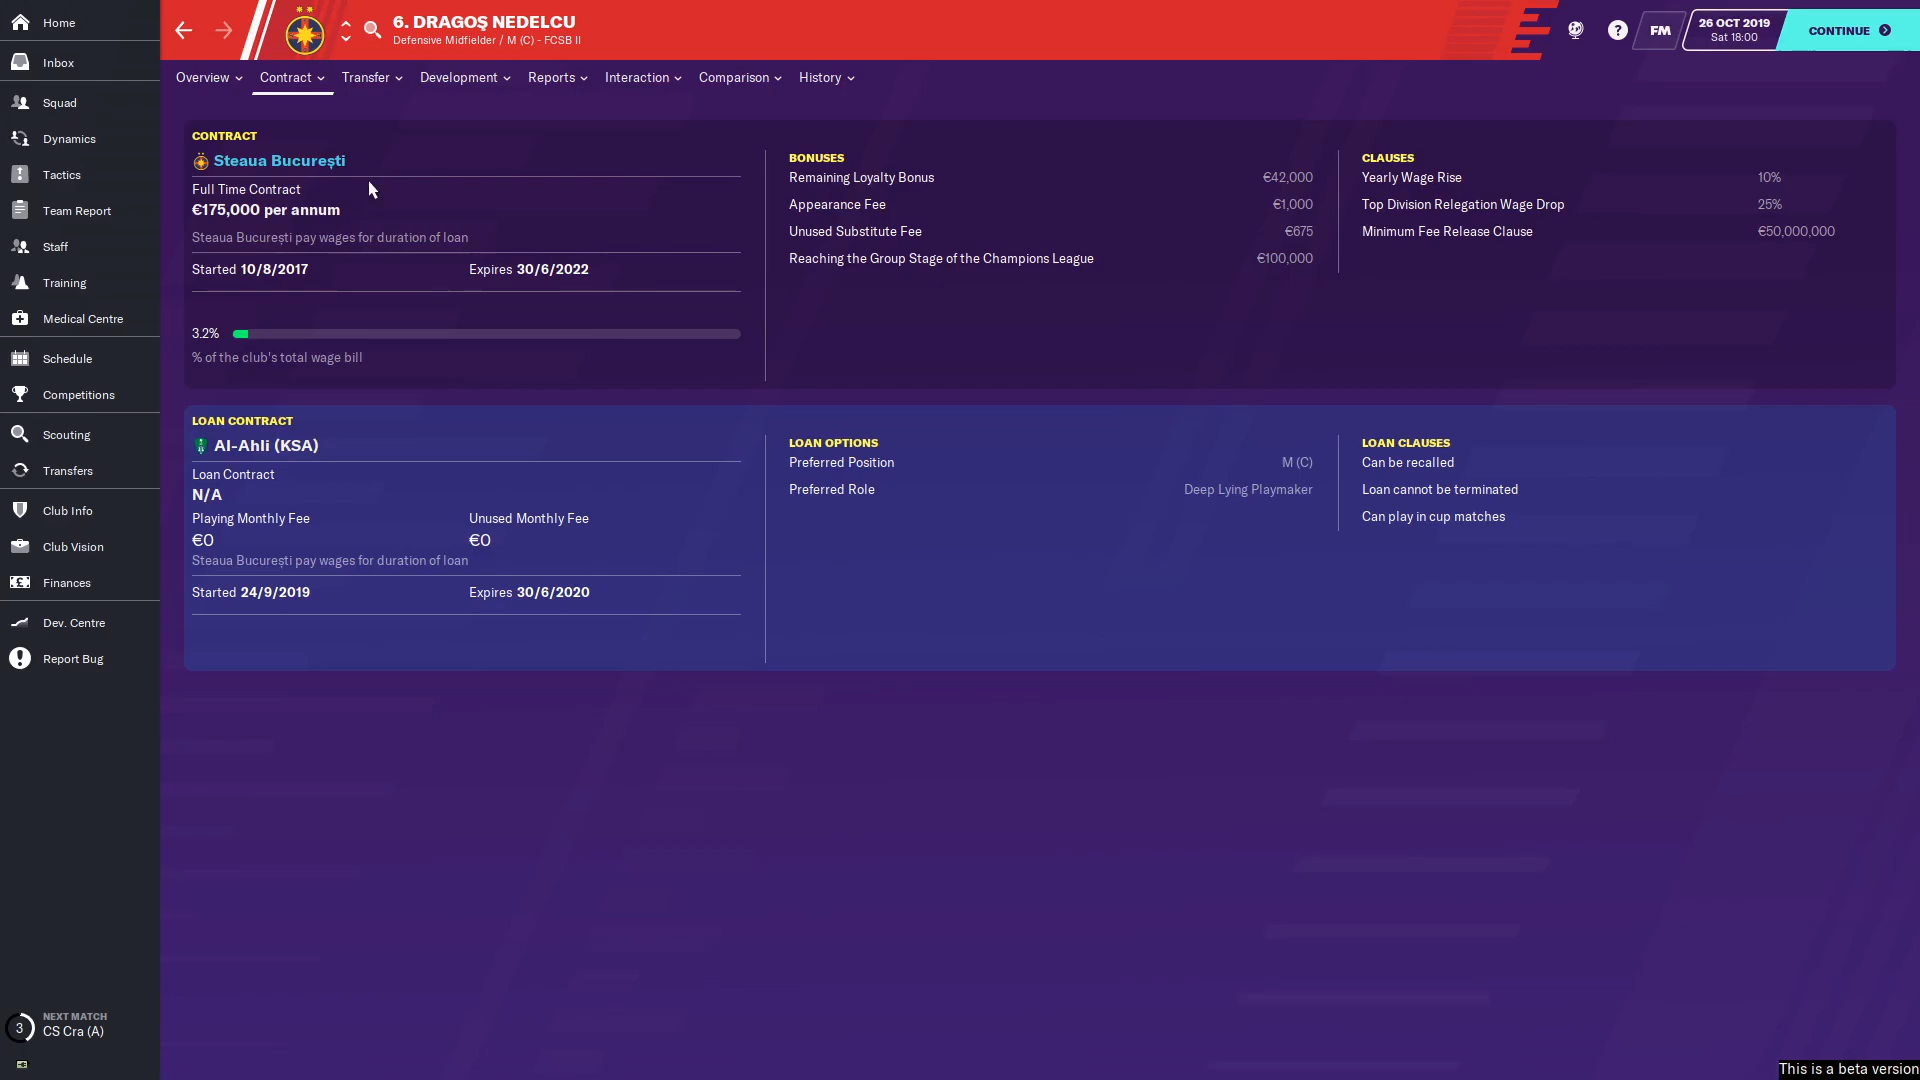 Home
Inbox
Squad
Dynamics
Tactics
Team Report
Staff
Training
Medical Centre
Schedule
Competitions
Scouting
Transfers
Club Info
Club Vision
Finances
Dev. Centre
Report Bug
3
NEXT MATCH
CS Cra (A)
6. DRAGOȘ NEDELCU
Defensive Midfielder / M (C) - FCSB II
?
FM
26 OCT 2019
Sat 18:00
CONTINUE
Overview
Contract
Transfer
Development
Reports
Interaction
Comparison
History
CONTRACT
Steaua București
Full Time Contract
€175,000 per annum
Steaua București pay wages for duration of loan
Started 10/8/2017
Expires 30/6/2022
3.2%
% of the club's total wage bill
BONUSES
Remaining Loyalty Bonus €42,000
Appearance Fee €1,000
Unused Substitute Fee €675
Reaching the Group Stage of the Champions League €100,000
CLAUSES
Yearly Wage Rise 10%
Top Division Relegation Wage Drop 25%
Minimum Fee Release Clause €50,000,000
LOAN CONTRACT
Al-Ahli (KSA)
Loan Contract
N/A
Playing Monthly Fee
€0
Unused Monthly Fee
€0
Steaua București pay wages for duration of loan
Started 24/9/2019
Expires 30/6/2020
LOAN OPTIONS
Preferred Position M (C)
Preferred Role Deep Lying Playmaker
LOAN CLAUSES
Can be recalled
Loan cannot be terminated
Can play in cup matches
This is a beta version